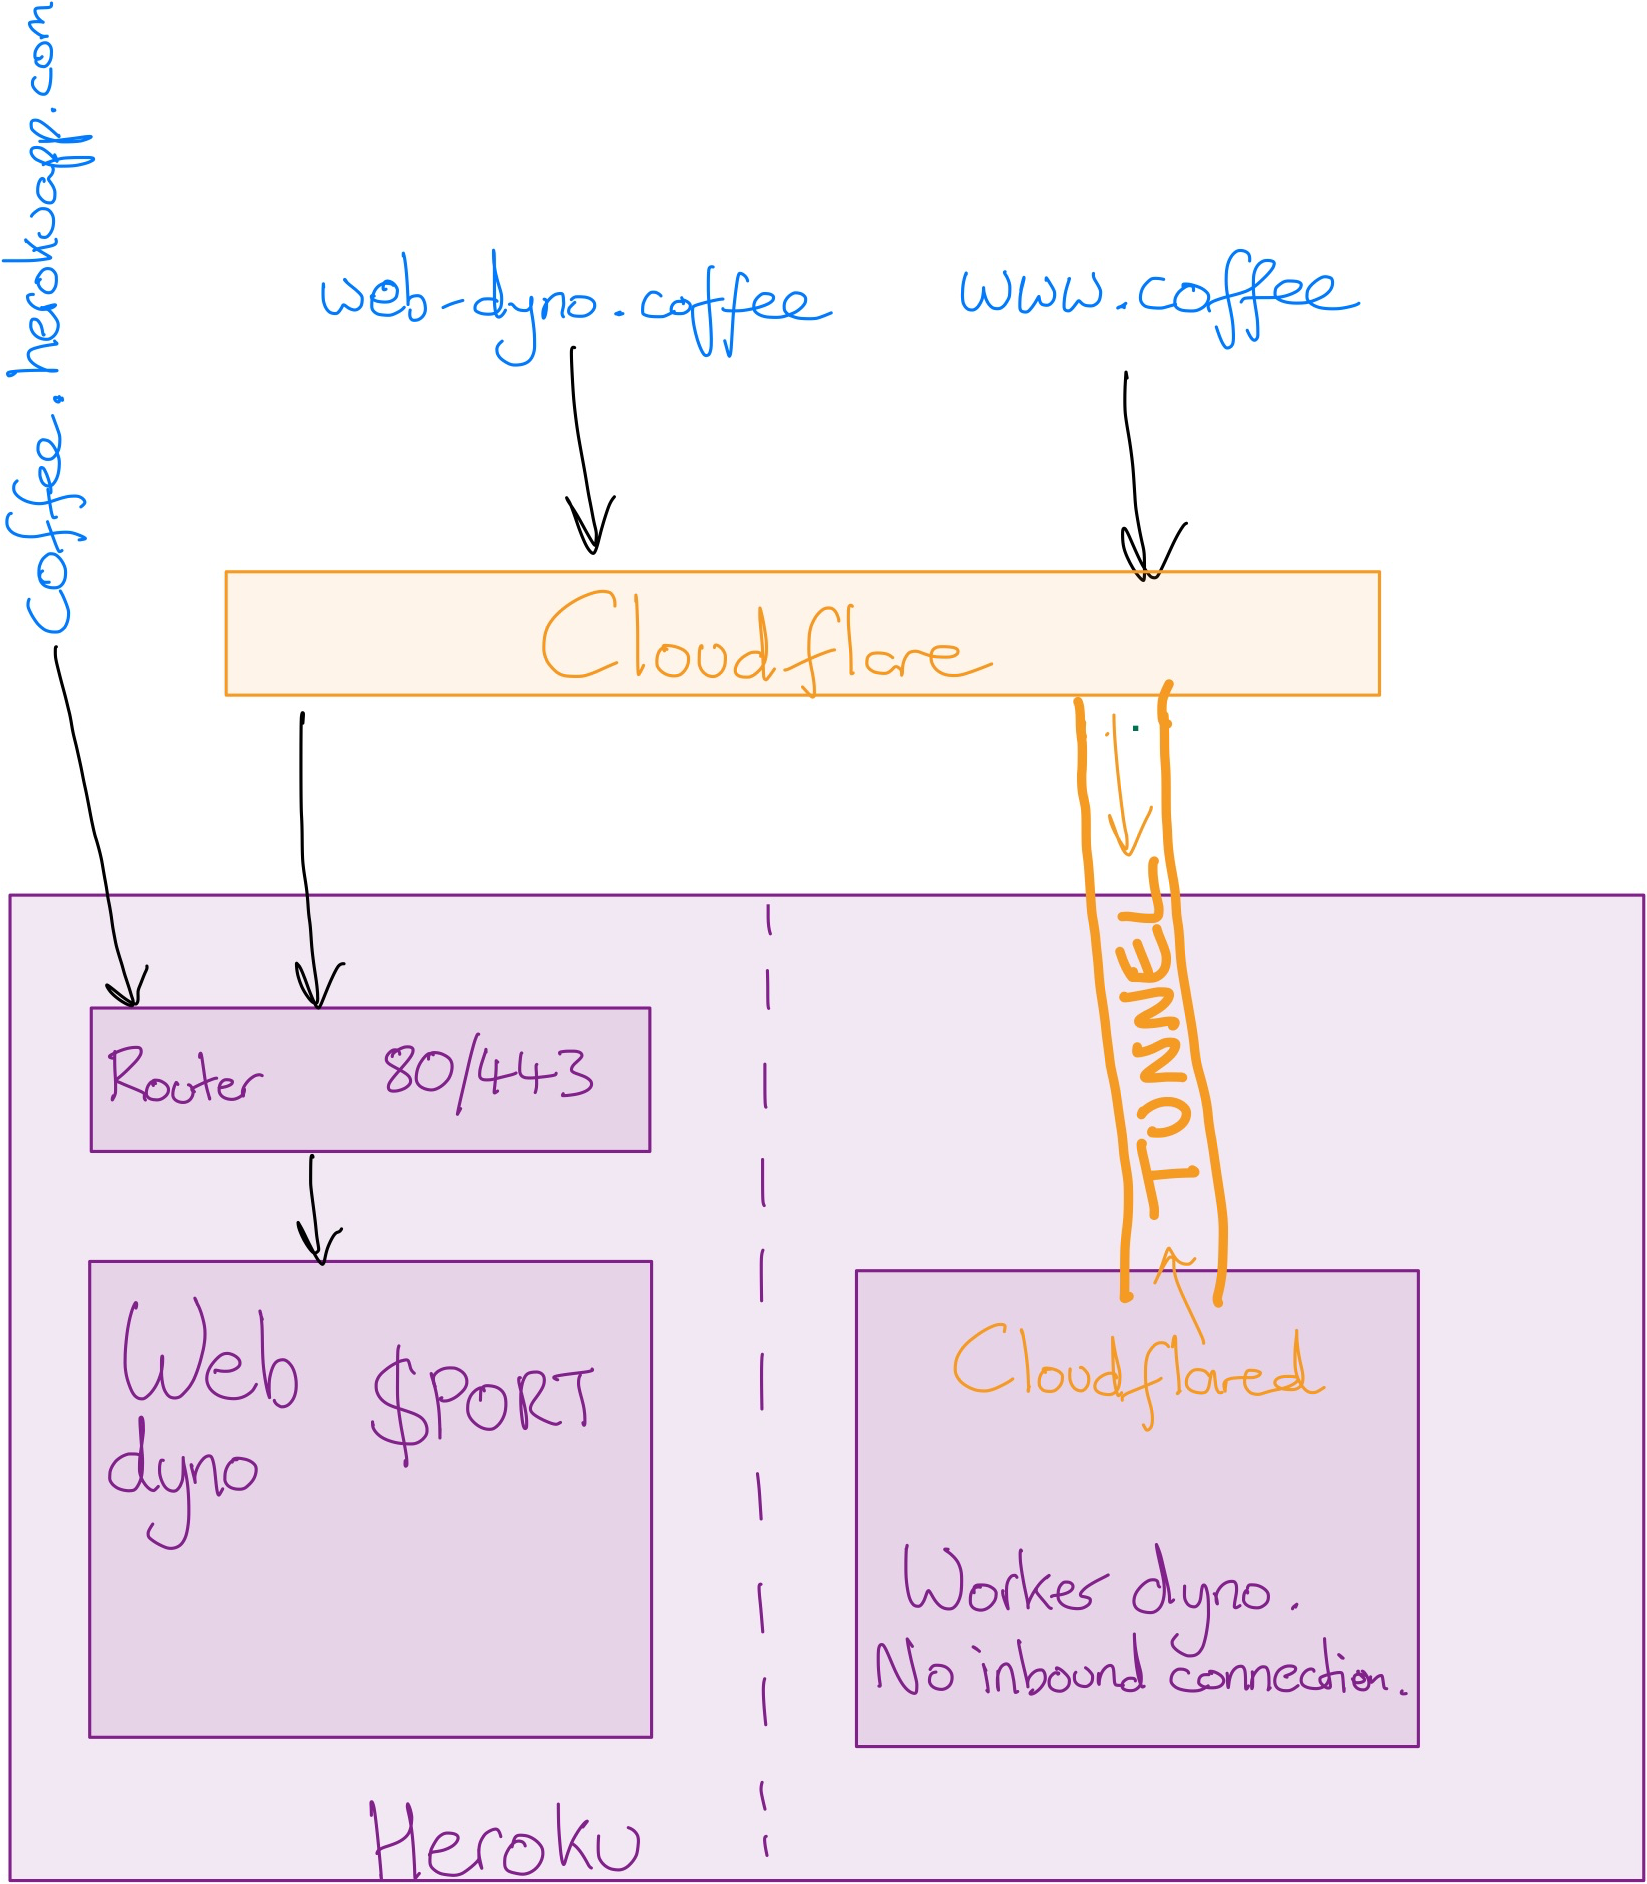 coffee.herokuapp.com
web-dyno.coffee
www.coffee
Cloudflare
TUNNEL
Router 80/443
Web
dyno
$PORT
Cloudflared
Worker dyno.
No inbound connection.
Heroku